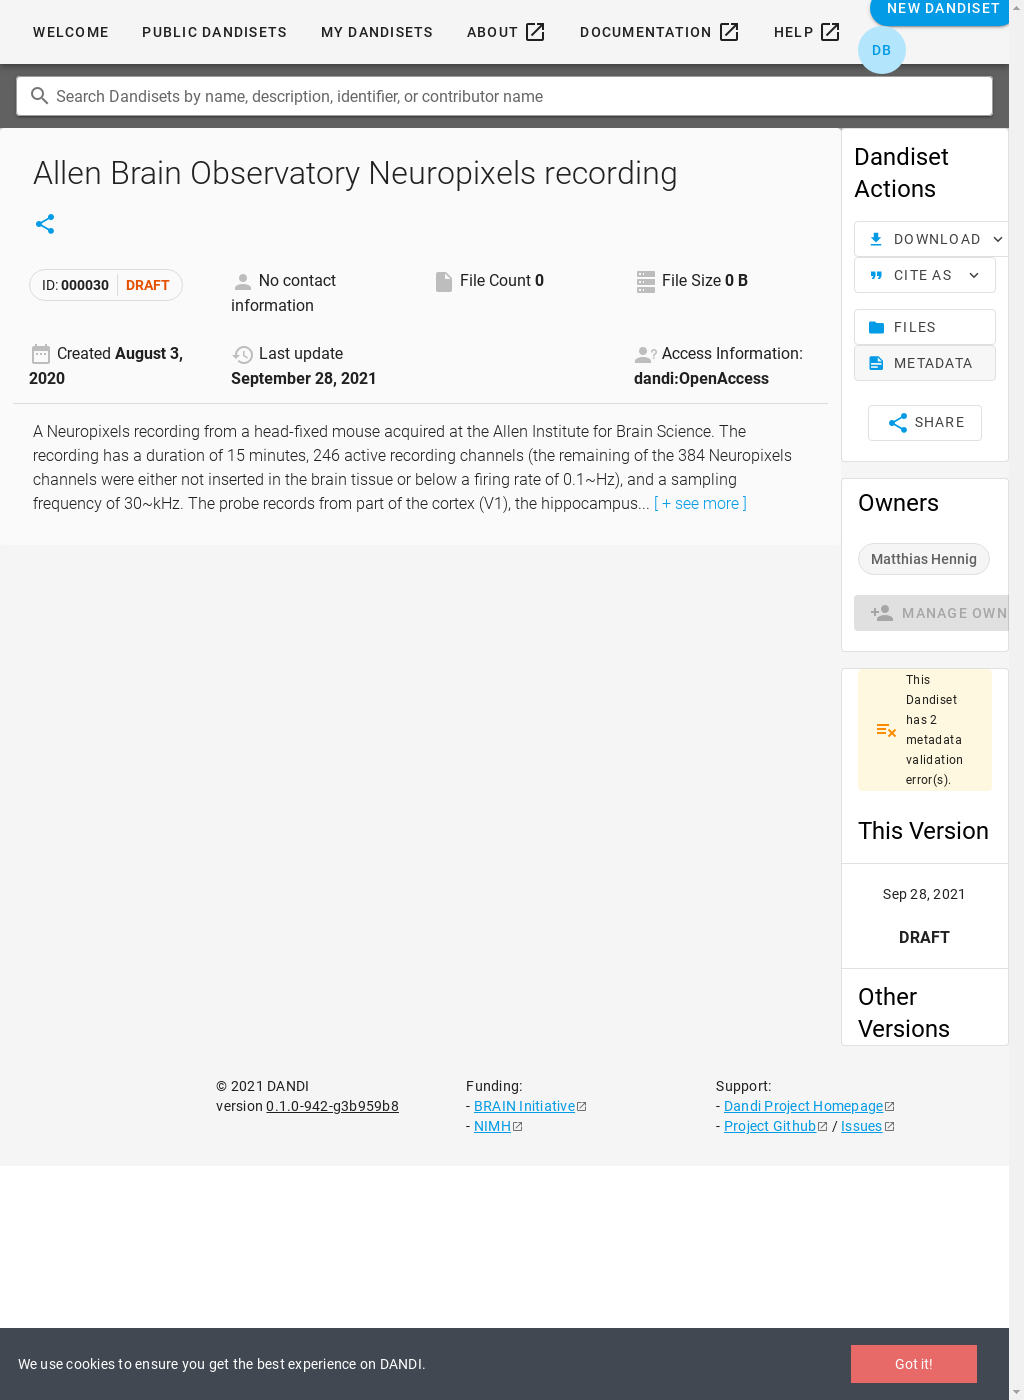 WELCOME PUBLIC DANDISETS MY DANDISETS ABOUT DOCUMENTATION HELP NEW DANDISET
DB
Search Dandisets by name, description, identifier, or contributor name
Allen Brain Observatory Neuropixels recording
ID: 000030 DRAFT
No contact
information
File Count 0
File Size 0 B
Created August 3,
2020
Last update
September 28, 2021
Access Information:
dandi:OpenAccess
A Neuropixels recording from a head-fixed mouse acquired at the Allen Institute for Brain Science. The
recording has a duration of 15 minutes, 246 active recording channels (the remaining of the 384 Neuropixels
channels were either not inserted in the brain tissue or below a firing rate of 0.1~Hz), and a sampling
frequency of 30~kHz. The probe records from part of the cortex (V1), the hippocampus... [ + see more ]
Dandiset
Actions
DOWNLOAD
CITE AS
FILES
METADATA
SHARE
Owners
Matthias Hennig
MANAGE OWN
This
Dandiset
has 2
metadata
validation
error(s).
This Version
Sep 28, 2021
DRAFT
Other
Versions
© 2021 DANDI
version 0.1.0-942-g3b959b8
Funding:
- BRAIN Initiative
- NIMH
Support:
- Dandi Project Homepage
- Project Github / Issues
We use cookies to ensure you get the best experience on DANDI.
Got it!